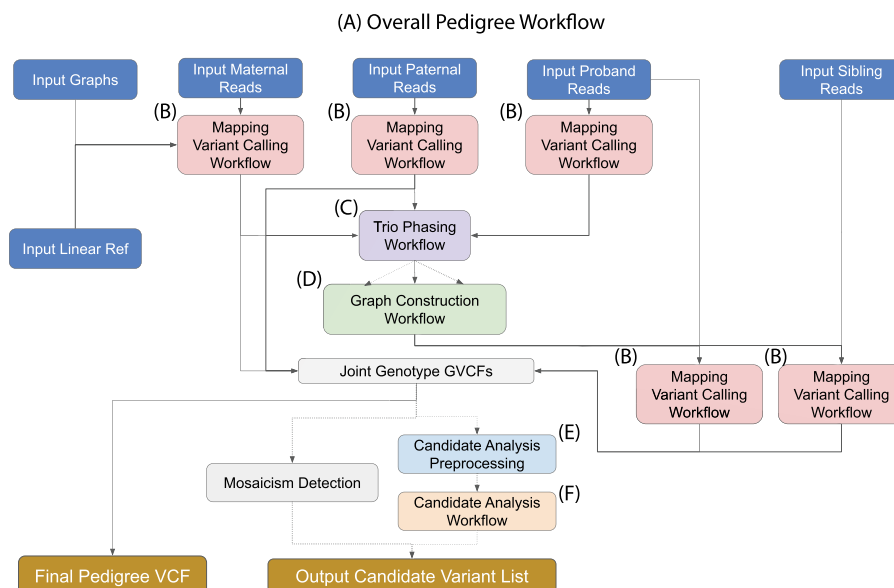 (A) Overall Pedigree Workflow
Input Graphs
Input Maternal
Reads
Input Paternal
Reads
Input Proband
Reads
Input Sibling
Reads
(B)
Mapping
Variant Calling
Workflow
(B)
Mapping
Variant Calling
Workflow
(B)
Mapping
Variant Calling
Workflow
Input Linear Ref
(C)
Trio Phasing
Workflow
(D)
Graph Construction
Workflow
Joint Genotype GVCFs
(B)
Mapping
Variant Calling
Workflow
(B)
Mapping
Variant Calling
Workflow
Mosaicism Detection
(E)
Candidate Analysis
Preprocessing
(F)
Candidate Analysis
Workflow
Final Pedigree VCF
Output Candidate Variant List